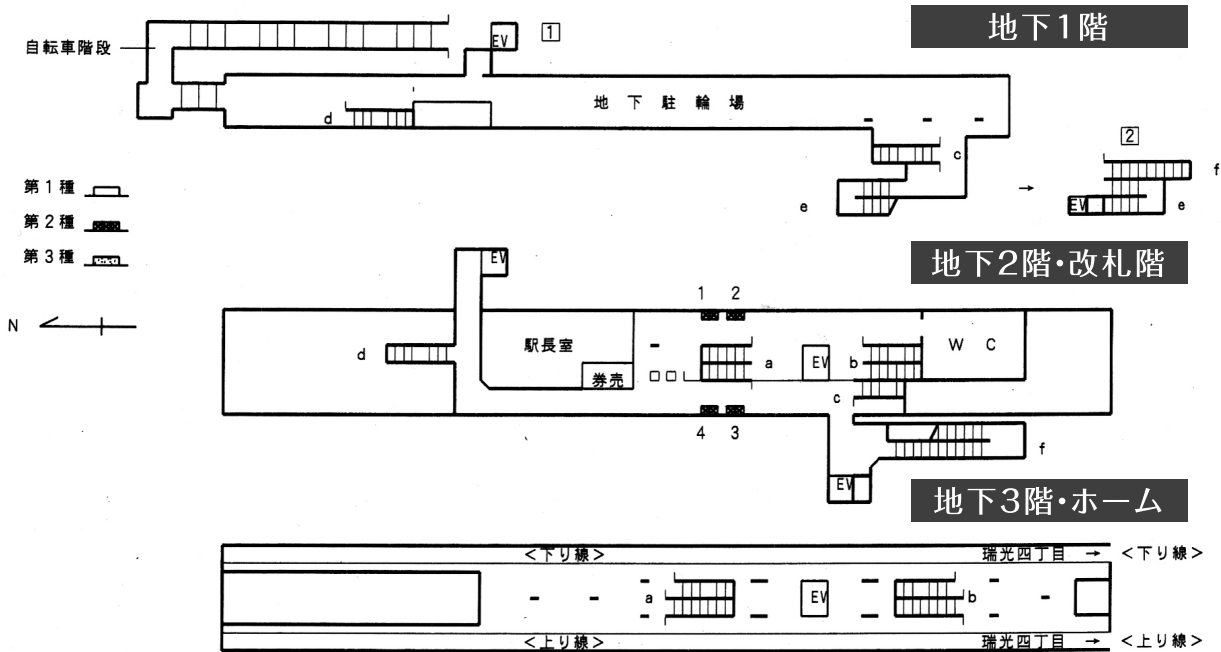 地下1階
自転車階段
EV
1
地下駐輪場
d
c
2
f
e
EV
e
第1種
第2種
第3種
地下2階・改札階
EV
N
1 2
d
駅長室
券売
a
EV
b
WC
c
4 3
f
EV
地下3階・ホーム
<下り線>
瑞光四丁目 → <下り線>
a
EV
b
<上り線>
瑞光四丁目 → <上り線>